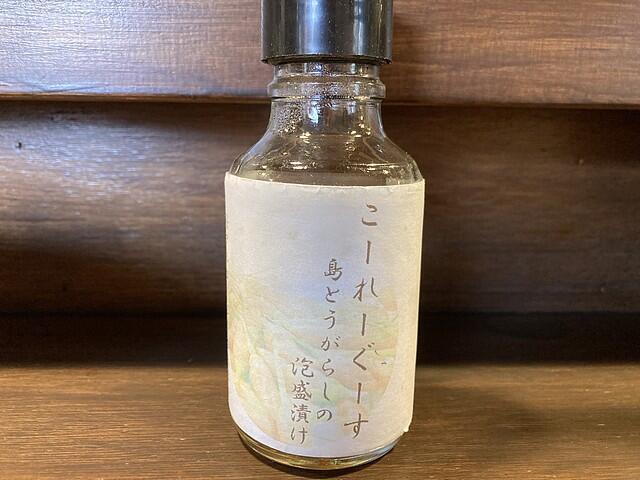 こーれーぐーす
島とうがらしの
泡盛漬け